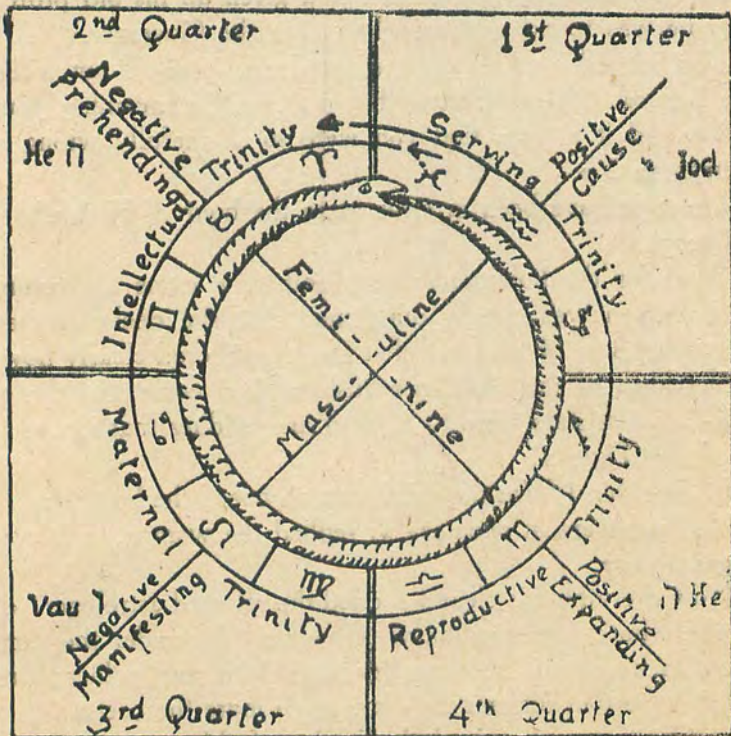 2nd Quarter
1st Quarter
Negative
Prehending
He ח
Positive
Cause
י Jod
Intellectual Trinity
Serving Trinity
♈
♉
♊
♋
♌
♍
♎
♏
♐
♑
♒
♓
Femi-
-nine
Masc-
-uline
Maternal Trinity
Reproductive Trinity
Vau י
Negative
Manifesting
Positive
Expanding
ח He
3rd Quarter
4th Quarter